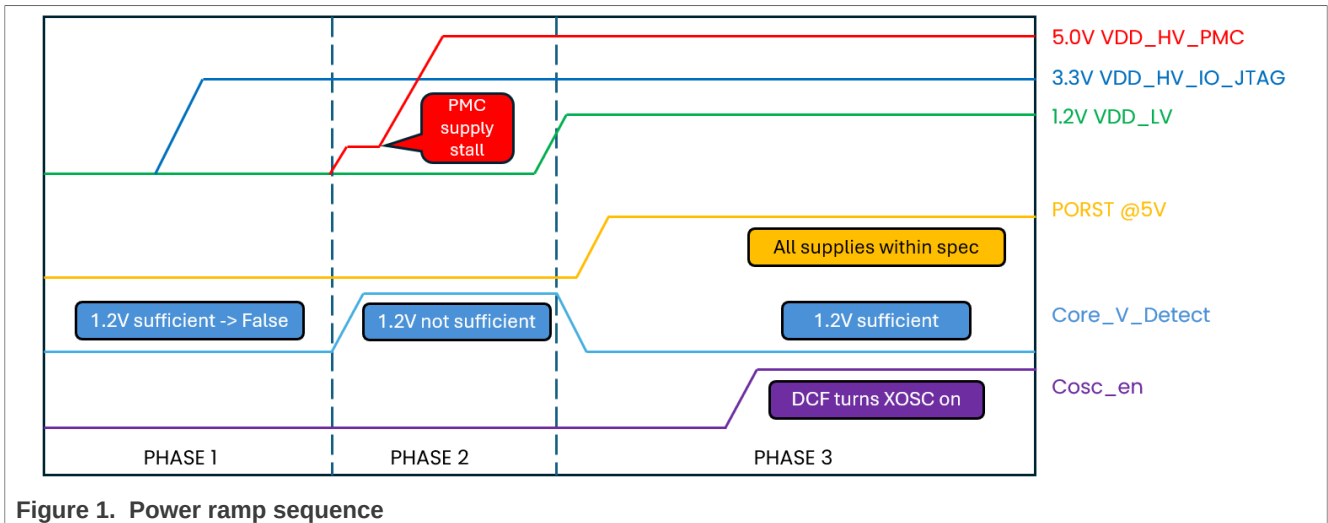 5.0V VDD_HV_PMC
3.3V VDD_HV_IO_JTAG
PMC
supply
stall
1.2V VDD_LV
PORST @5V
All supplies within spec
1.2V sufficient -> False
1.2V not sufficient
1.2V sufficient
Core_V_Detect
Cosc_en
DCF turns XOSC on
PHASE 1
PHASE 2
PHASE 3
Figure 1. Power ramp sequence